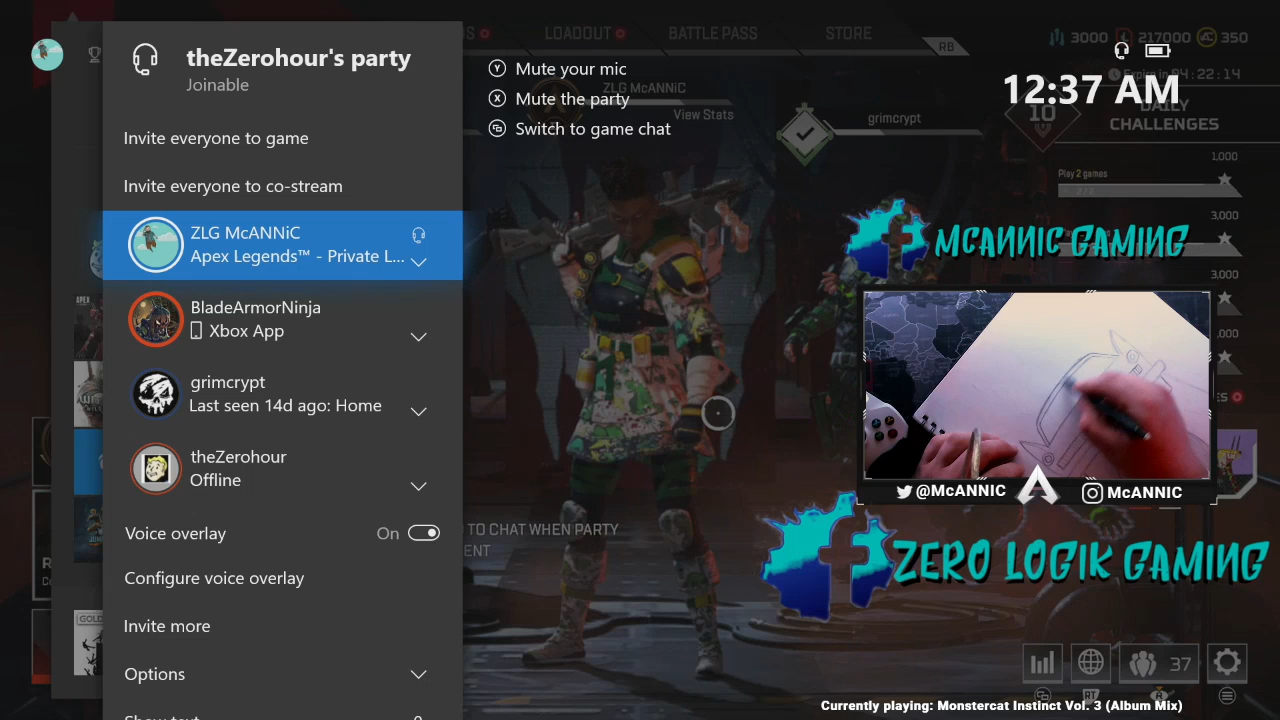 theZerohour's party
Joinable
Invite everyone to game
Invite everyone to co-stream
ZLG McANNiC
Apex Legends™ - Private L...
BladeArmorNinja
Xbox App
grimcrypt
Last seen 14d ago: Home
theZerohour
Offline
Voice overlay
On
Configure voice overlay
Invite more
Options
Y Mute your mic
X Mute the party
Switch to game chat
LOADOUT
BATTLE PASS
STORE
RB
3000
217000
350
12:37 AM
ZLG McANNiC
View Stats
grimcrypt
10
DAILY
CHALLENGES
1,000
Play 2 games
3,000
3,000
MCANNIC GAMING
@McANNIC
McANNIC
TO CHAT WHEN PARTY
ZERO LOGIK GAMING
37
Currently playing: Monstercat Instinct Vol. 3 (Album Mix)